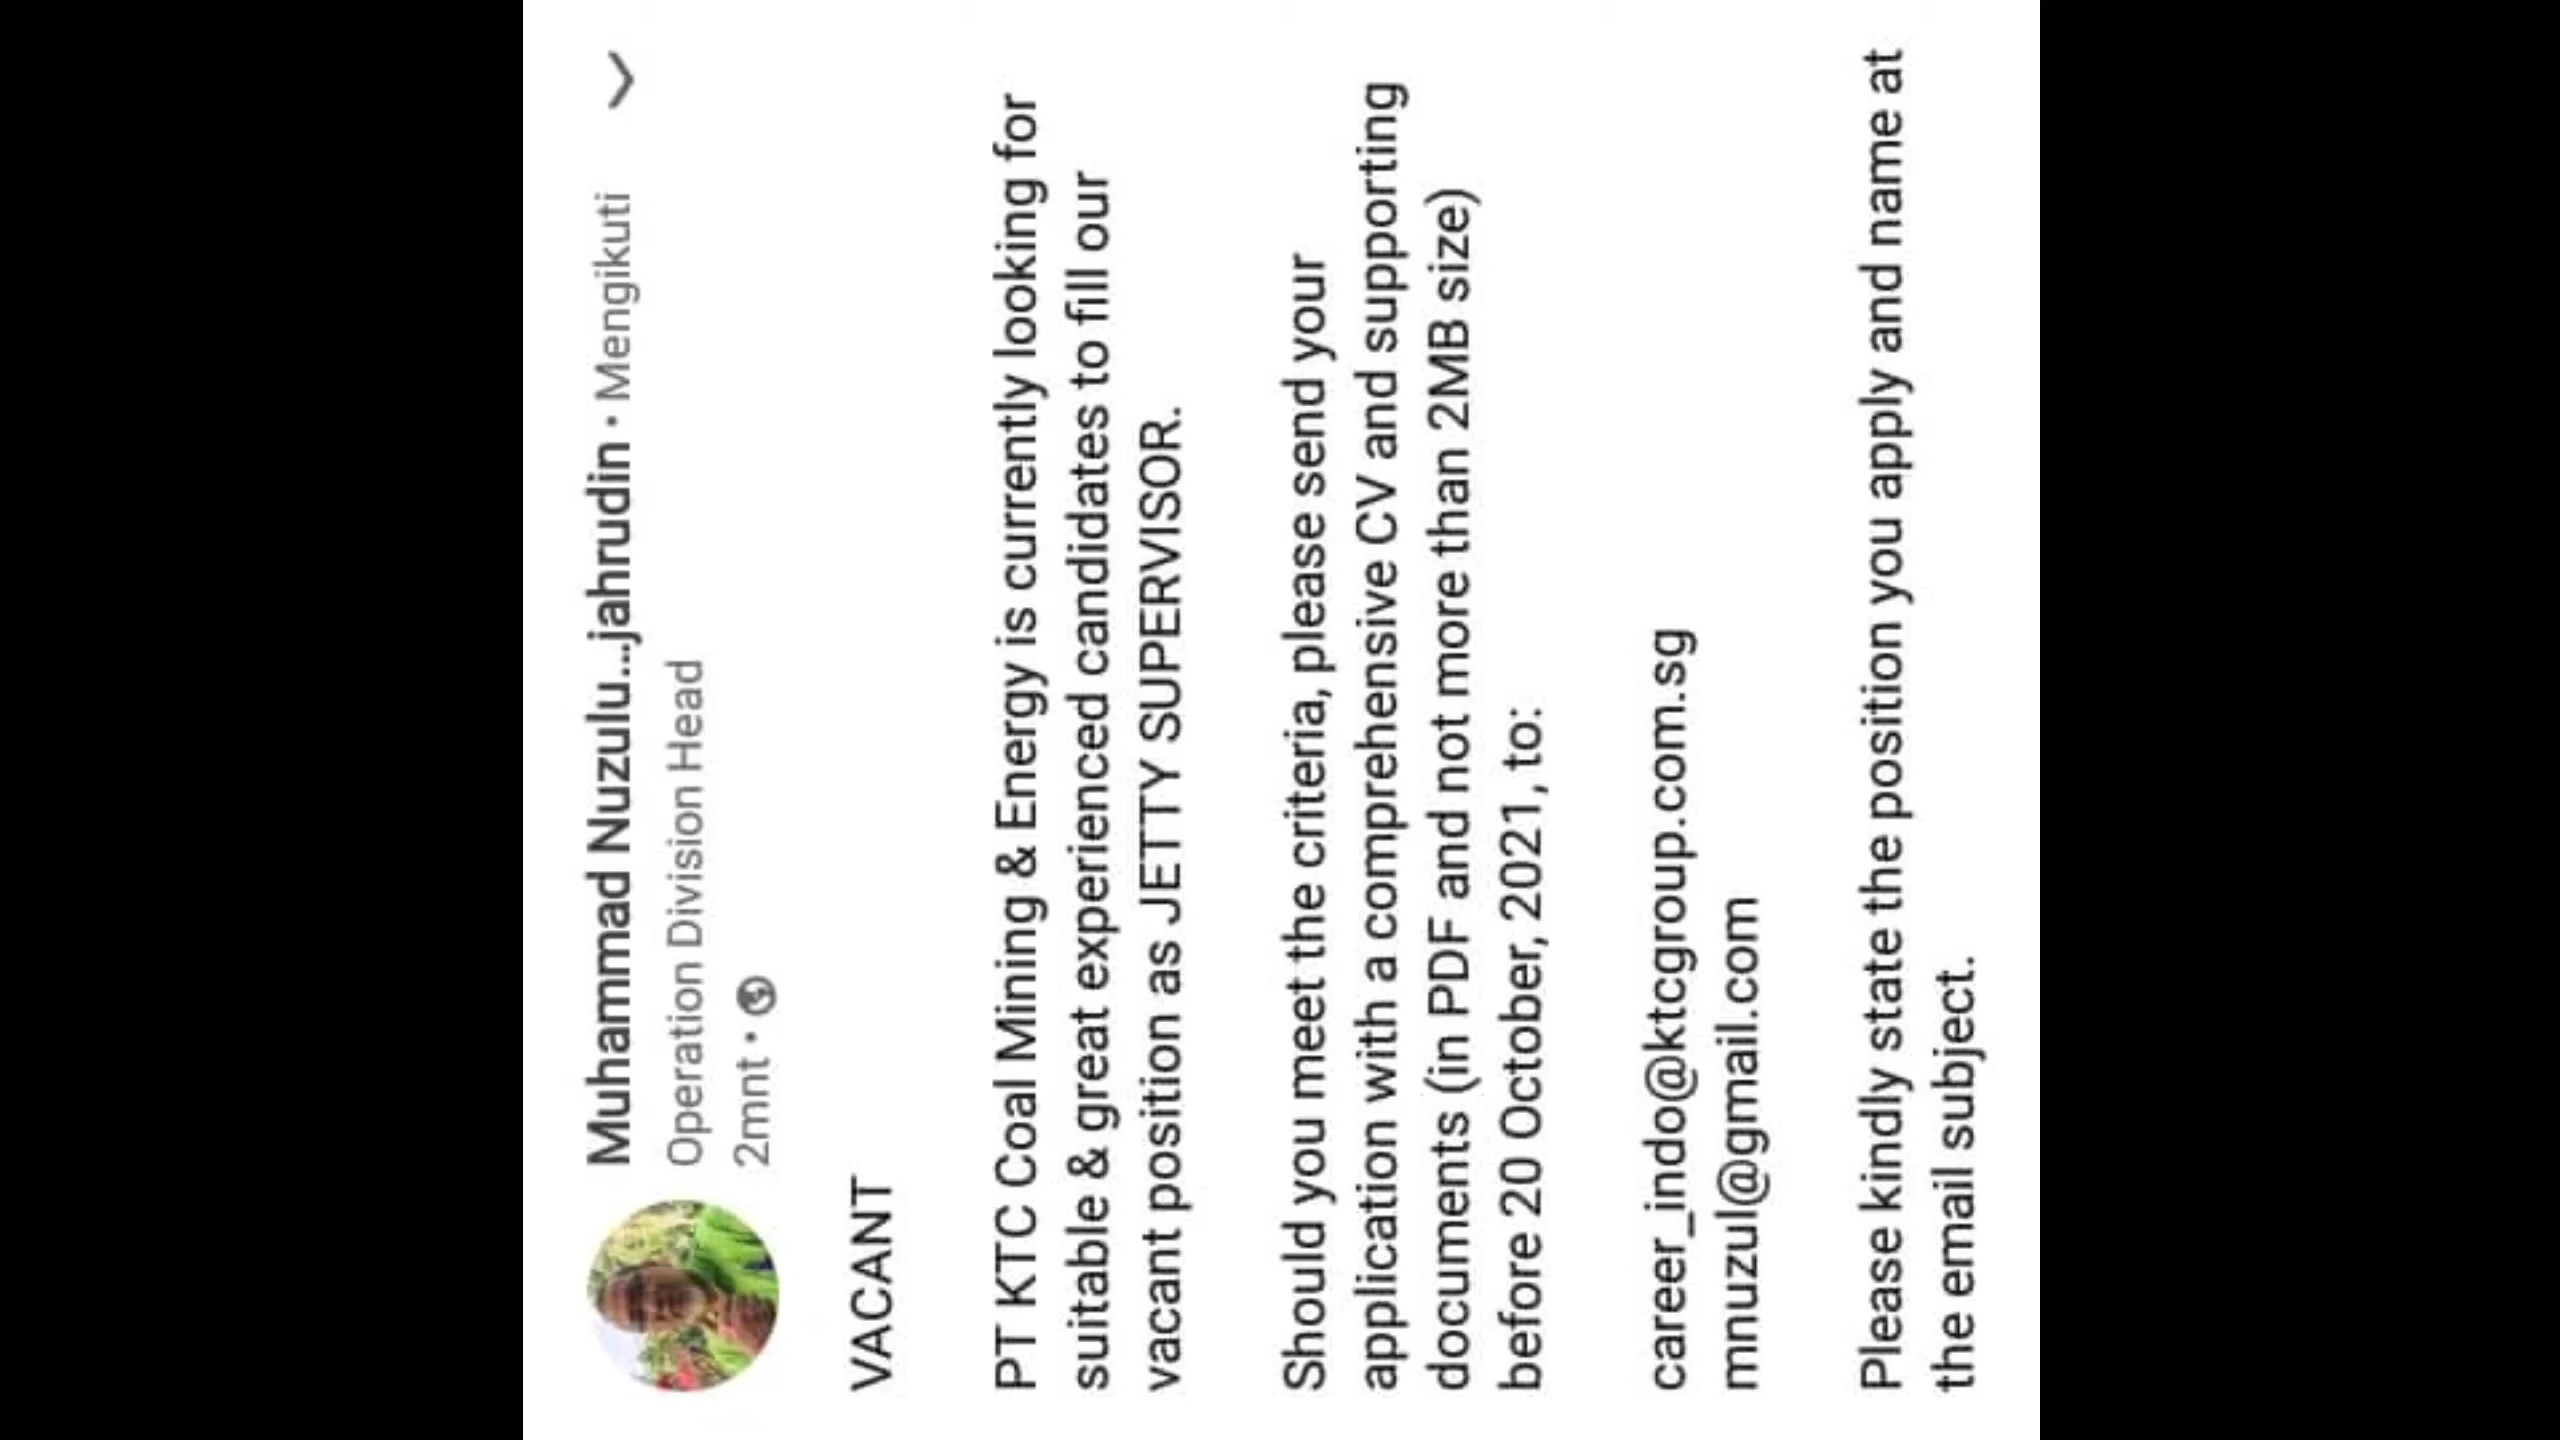 Muhammad Nuzulu...jahrudin • Mengikuti
Operation Division Head
2mnt •
VACANT
PT KTC Coal Mining & Energy is currently looking for
suitable & great experienced candidates to fill our
vacant position as JETTY SUPERVISOR.
Should you meet the criteria, please send your
application with a comprehensive CV and supporting
documents (in PDF and not more than 2MB size)
before 20 October, 2021, to:
career_indo@ktcgroup.com.sg
mnuzul@gmail.com
Please kindly state the position you apply and name at
the email subject.